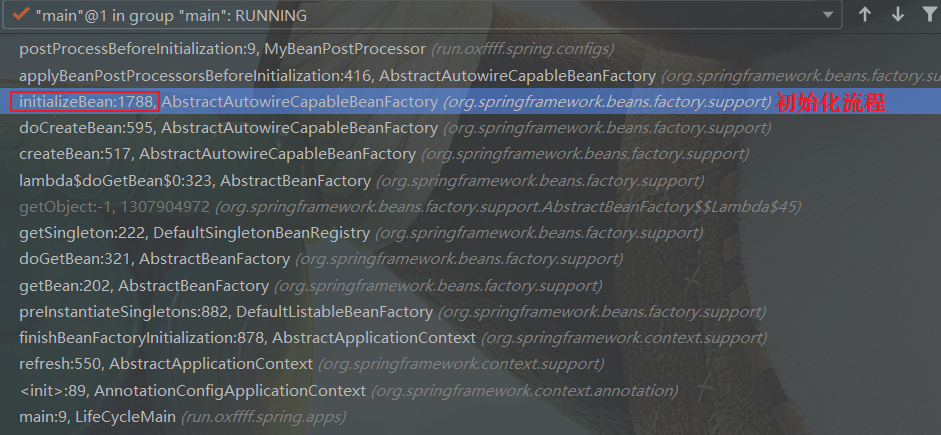 "main"@1 in group "main": RUNNING
postProcessBeforeInitialization:9, MyBeanPostProcessor (run.oxffff.spring.configs)
applyBeanPostProcessorsBeforeInitialization:416, AbstractAutowireCapableBeanFactory (org.springframework.beans.factory.su
initializeBean:1788, AbstractAutowireCapableBeanFactory (org.springframework.beans.factory.support) 初始化流程
doCreateBean:595, AbstractAutowireCapableBeanFactory (org.springframework.beans.factory.support)
createBean:517, AbstractAutowireCapableBeanFactory (org.springframework.beans.factory.support)
lambda$doGetBean$0:323, AbstractBeanFactory (org.springframework.beans.factory.support)
getObject:-1, 1307904972 (org.springframework.beans.factory.support.AbstractBeanFactory$$Lambda$45)
getSingleton:222, DefaultSingletonBeanRegistry (org.springframework.beans.factory.support)
doGetBean:321, AbstractBeanFactory (org.springframework.beans.factory.support)
getBean:202, AbstractBeanFactory (org.springframework.beans.factory.support)
preInstantiateSingletons:882, DefaultListableBeanFactory (org.springframework.beans.factory.support)
finishBeanFactoryInitialization:878, AbstractApplicationContext (org.springframework.context.support)
refresh:550, AbstractApplicationContext (org.springframework.context.support)
<init>:89, AnnotationConfigApplicationContext (org.springframework.context.annotation)
main:9, LifeCycleMain (run.oxffff.spring.apps)